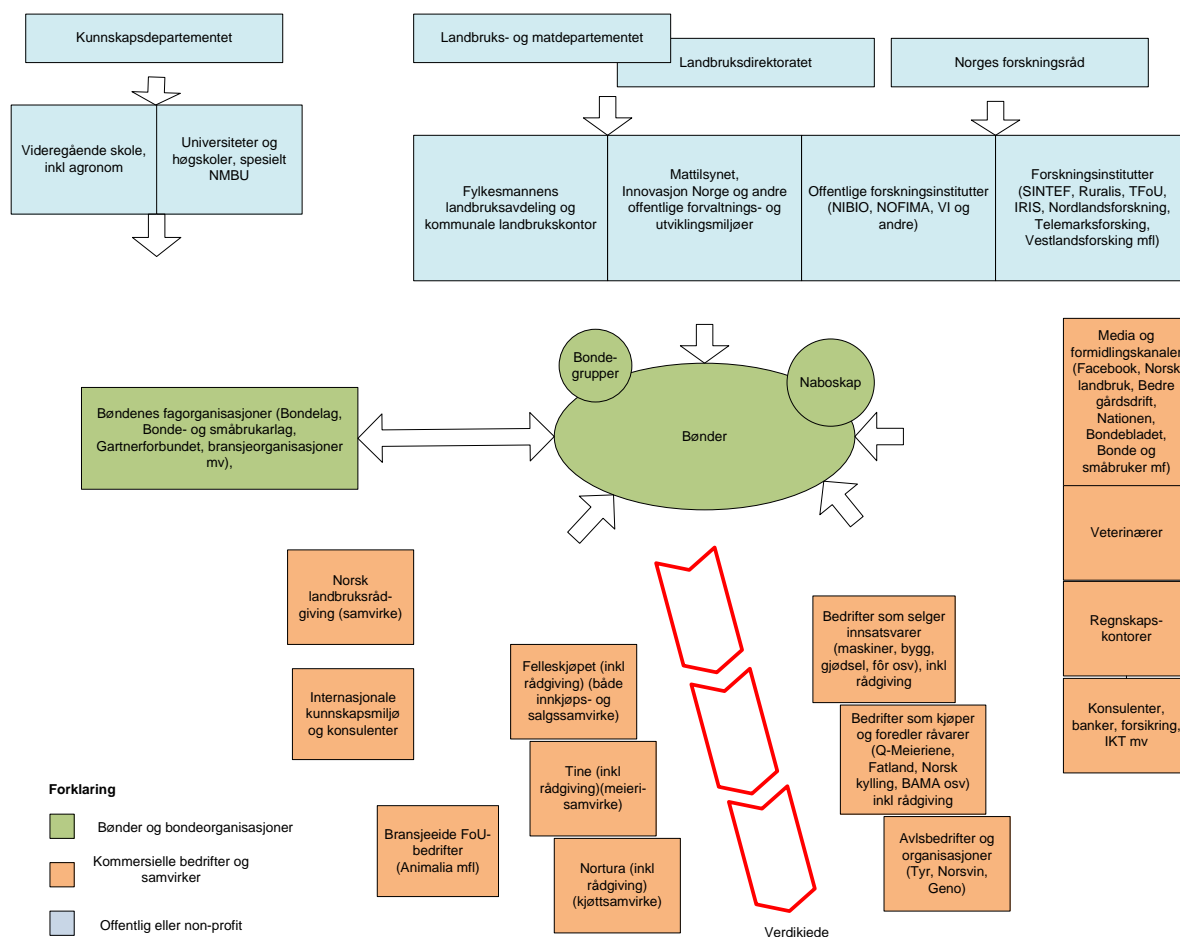 Kunnskapsdepartementet
Landbruks- og matdepartementet
Landbruksdirektoratet
Norges forskningsråd
Videregående skole,
inkl agronom
Universiteter og
høgskoler, spesielt
NMBU
Fylkesmannens
landbruksavdeling og
kommunale landbrukskontor
Mattilsynet,
Innovasjon Norge og andre
offentlige forvaltnings- og
utviklingsmiljøer
Offentlige forskningsinstitutter
(NIBIO, NOFIMA, VI og
andre)
Forskningsinstitutter
(SINTEF, Ruralis, TFoU,
IRIS, Nordlandsforskning,
Telemarksforsking,
Vestlandsforsking mfl)
Bonde-
grupper
Naboskap
Bønder
Bøndenes fagorganisasjoner (Bondelag,
Bonde- og småbrukarlag,
Gartnerforbundet, bransjeorganisasjoner
mv),
Media og
formidlingskanaler
(Facebook, Norsk
landbruk, Bedre
gårdsdrift,
Nationen,
Bondebladet,
Bonde og
småbruker mf)
Veterinærer
Regnskaps-
kontorer
Konsulenter,
banker, forsikring,
IKT mv
Norsk
landbruksråd-
giving (samvirke)
Internasjonale
kunnskapsmiljø
og konsulenter
Bransjeeide FoU-
bedrifter
(Animalia mfl)
Felleskjøpet (inkl
rådgiving) (både
innkjøps- og
salgssamvirke)
Tine (inkl
rådgiving)(meieri-
samvirke)
Nortura (inkl
rådgiving)
(kjøttsamvirke)
Bedrifter som selger
innsatsvarer
(maskiner, bygg,
gjødsel, fôr osv), inkl
rådgiving
Bedrifter som kjøper
og foredler råvarer
(Q-Meieriene,
Fatland, Norsk
kylling, BAMA osv)
inkl rådgiving
Avlsbedrifter og
organisasjoner
(Tyr, Norsvin,
Geno)
Verdikjede
Forklaring
Bønder og bondeorganisasjoner
Kommersielle bedrifter og
samvirker
Offentlig eller non-profit